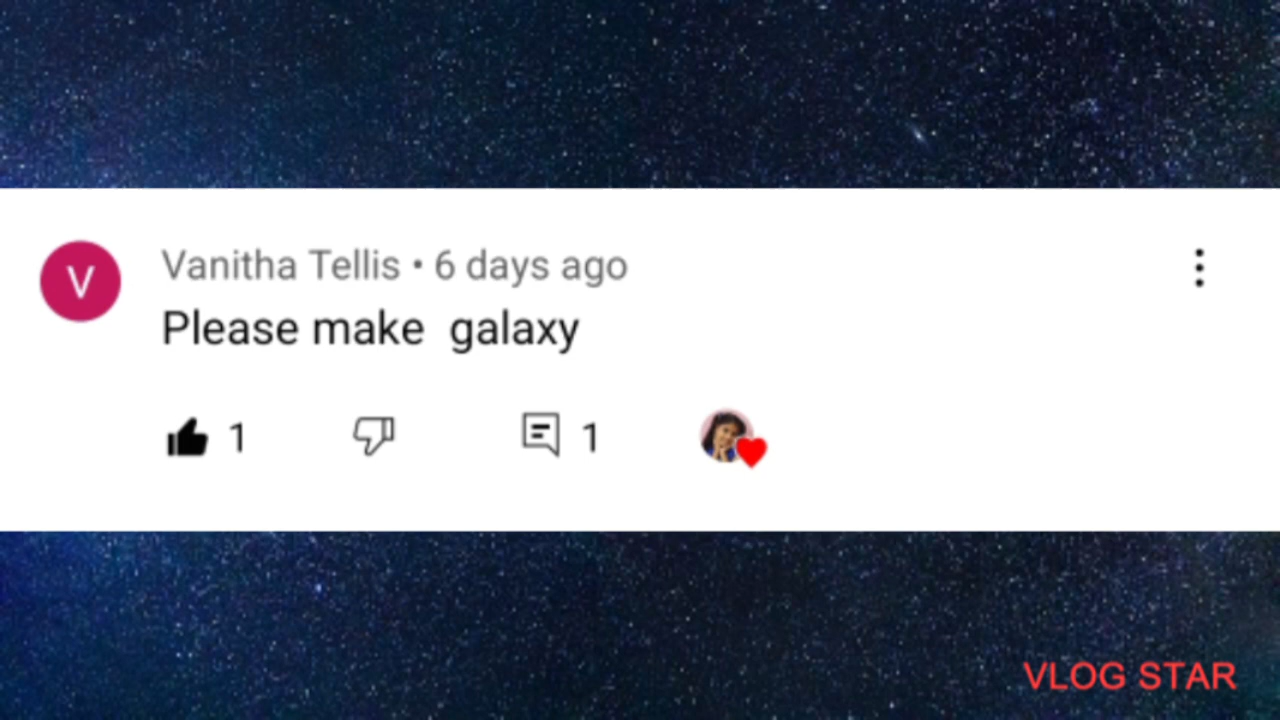 V
Vanitha Tellis • 6 days ago
Please make  galaxy
1
1
VLOG STAR